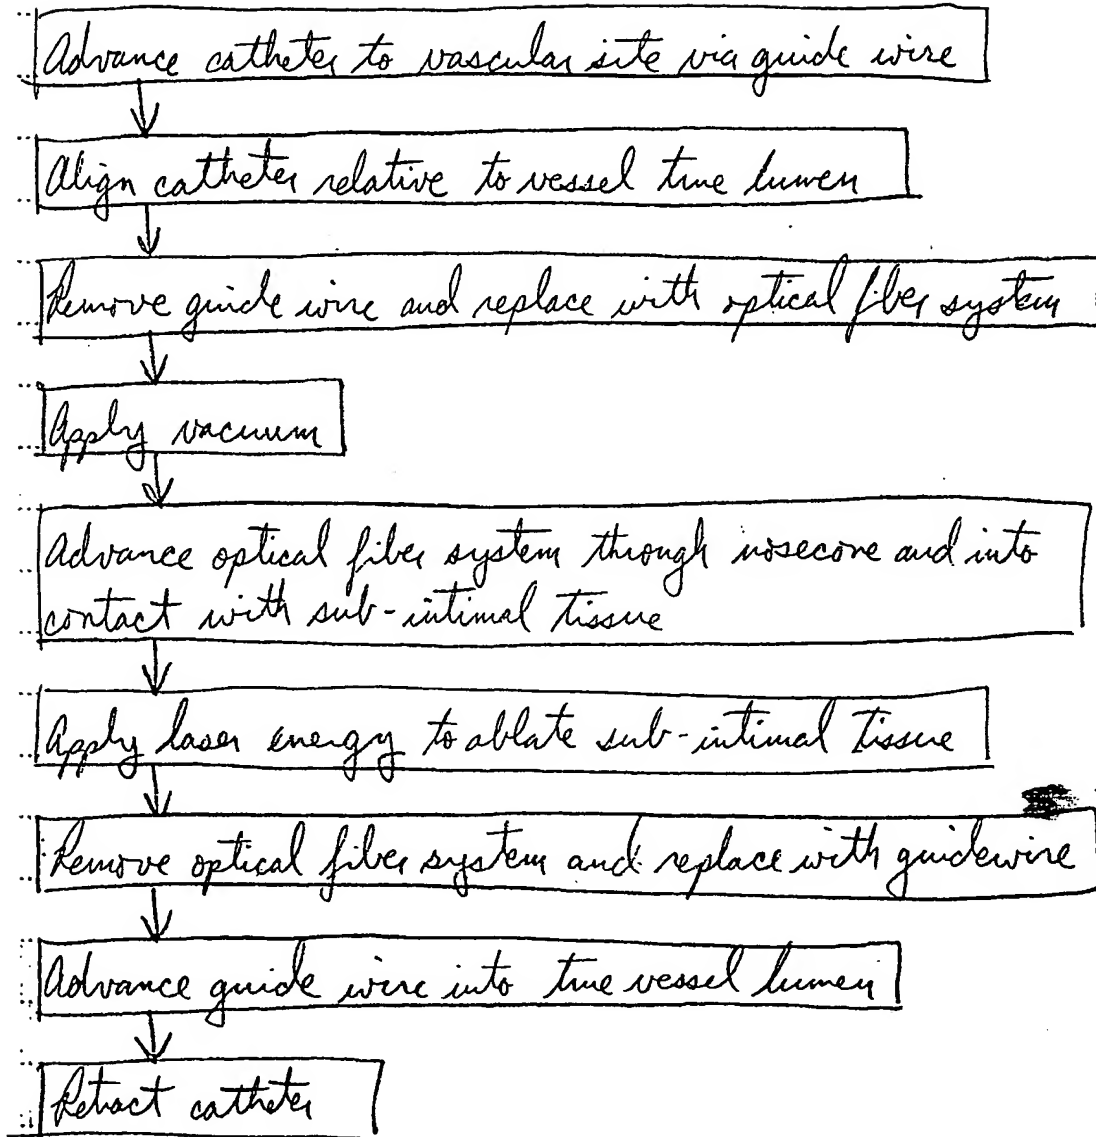 Advance catheter to vascular site via guide wire
Align catheter relative to vessel true lumen
Remove guide wire and replace with optical fiber system
Apply vacuum
Advance optical fiber system through nosecone and into
contact with sub-intimal tissue
Apply laser energy to ablate sub-intimal tissue
Remove optical fiber system and replace with guidewire
Advance guide wire into true vessel lumen
Retract catheter